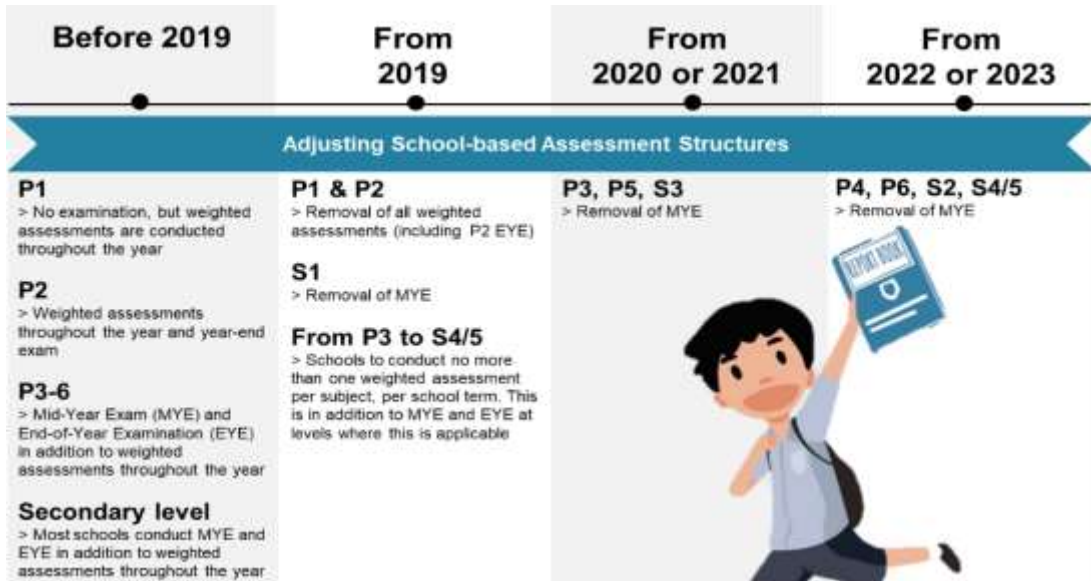 Before 2019
From
2019
From
2020 or 2021
From
2022 or 2023
Adjusting School-based Assessment Structures
P1
> No examination, but weighted
assessments are conducted
throughout the year
P2
> Weighted assessments
throughout the year and year-end
exam
P3-6
> Mid-Year Exam (MYE) and
End-of-Year Examination (EYE)
in addition to weighted
assessments throughout the year
Secondary level
> Most schools conduct MYE and
EYE in addition to weighted
assessments throughout the year
P1 & P2
> Removal of all weighted
assessments (including P2 EYE)
S1
> Removal of MYE
From P3 to S4/5
> Schools to conduct no more
than one weighted assessment
per subject, per school term. This
is in addition to MYE and EYE at
levels where this is applicable
P3, P5, S3
> Removal of MYE
P4, P6, S2, S4/5
> Removal of MYE
REPORT BOOK